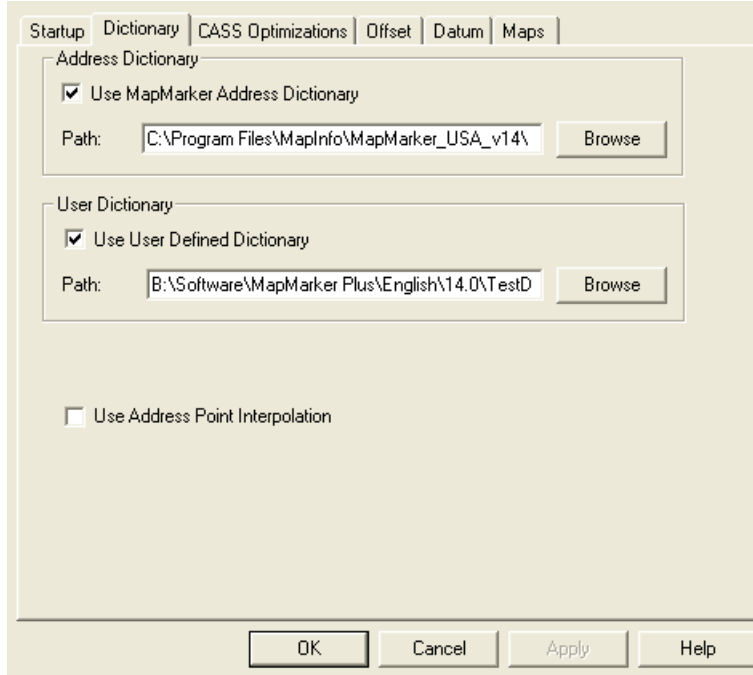 Startup Dictionary CASS Optimizations Offset Datum Maps
Address Dictionary
Use MapMarker Address Dictionary
Path: C:\Program Files\MapInfo\MapMarker_USA_v14\ Browse
User Dictionary
Use User Defined Dictionary
Path: B:\Software\MapMarker Plus\English\14.0\TestD Browse
Use Address Point Interpolation
OK Cancel Apply Help